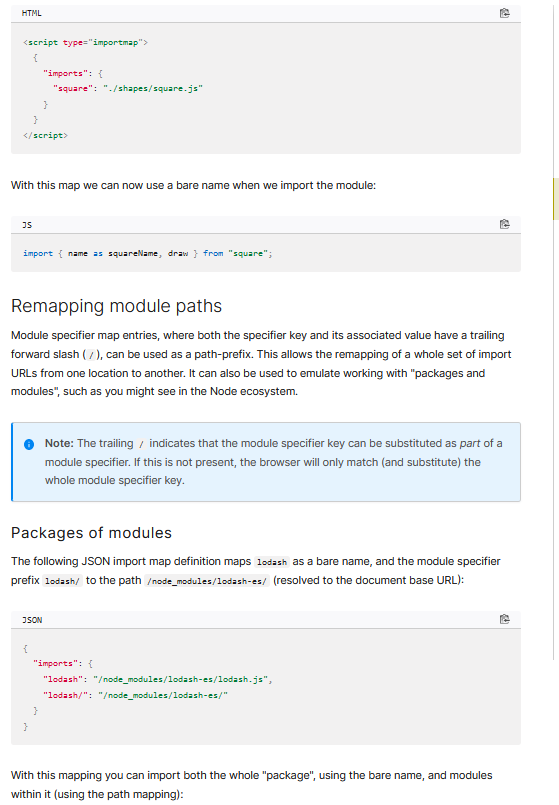 HTML
<script type="importmap">
{
"imports": {
"square": "./shapes/square.js"
}
}
</script>
With this map we can now use a bare name when we import the module:
JS
import { name as squareName, draw } from "square";
Remapping module paths
Module specifier map entries, where both the specifier key and its associated value have a trailing
forward slash ( / ), can be used as a path-prefix. This allows the remapping of a whole set of import
URLs from one location to another. It can also be used to emulate working with "packages and
modules", such as you might see in the Node ecosystem.
Note: The trailing / indicates that the module specifier key can be substituted as part of a
module specifier. If this is not present, the browser will only match (and substitute) the
whole module specifier key.
Packages of modules
The following JSON import map definition maps lodash as a bare name, and the module specifier
prefix lodash/ to the path /node_modules/lodash-es/ (resolved to the document base URL):
JSON
{
"imports": {
"lodash": "/node_modules/lodash-es/lodash.js",
"lodash/": "/node_modules/lodash-es/"
}
}
With this mapping you can import both the whole "package", using the bare name, and modules
within it (using the path mapping):